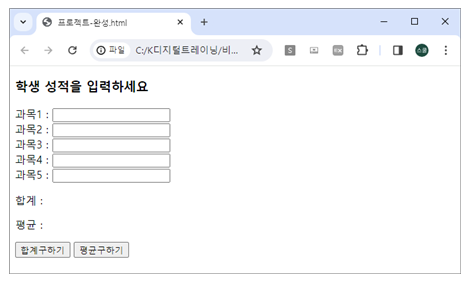 프로젝트-완성.html
파일
C:/K디지털트레이닝/비...
S
스쿨
학생 성적을 입력하세요
과목1 :
과목2 :
과목3 :
과목4 :
과목5 :
합계 :
평균 :
합계구하기 평균구하기